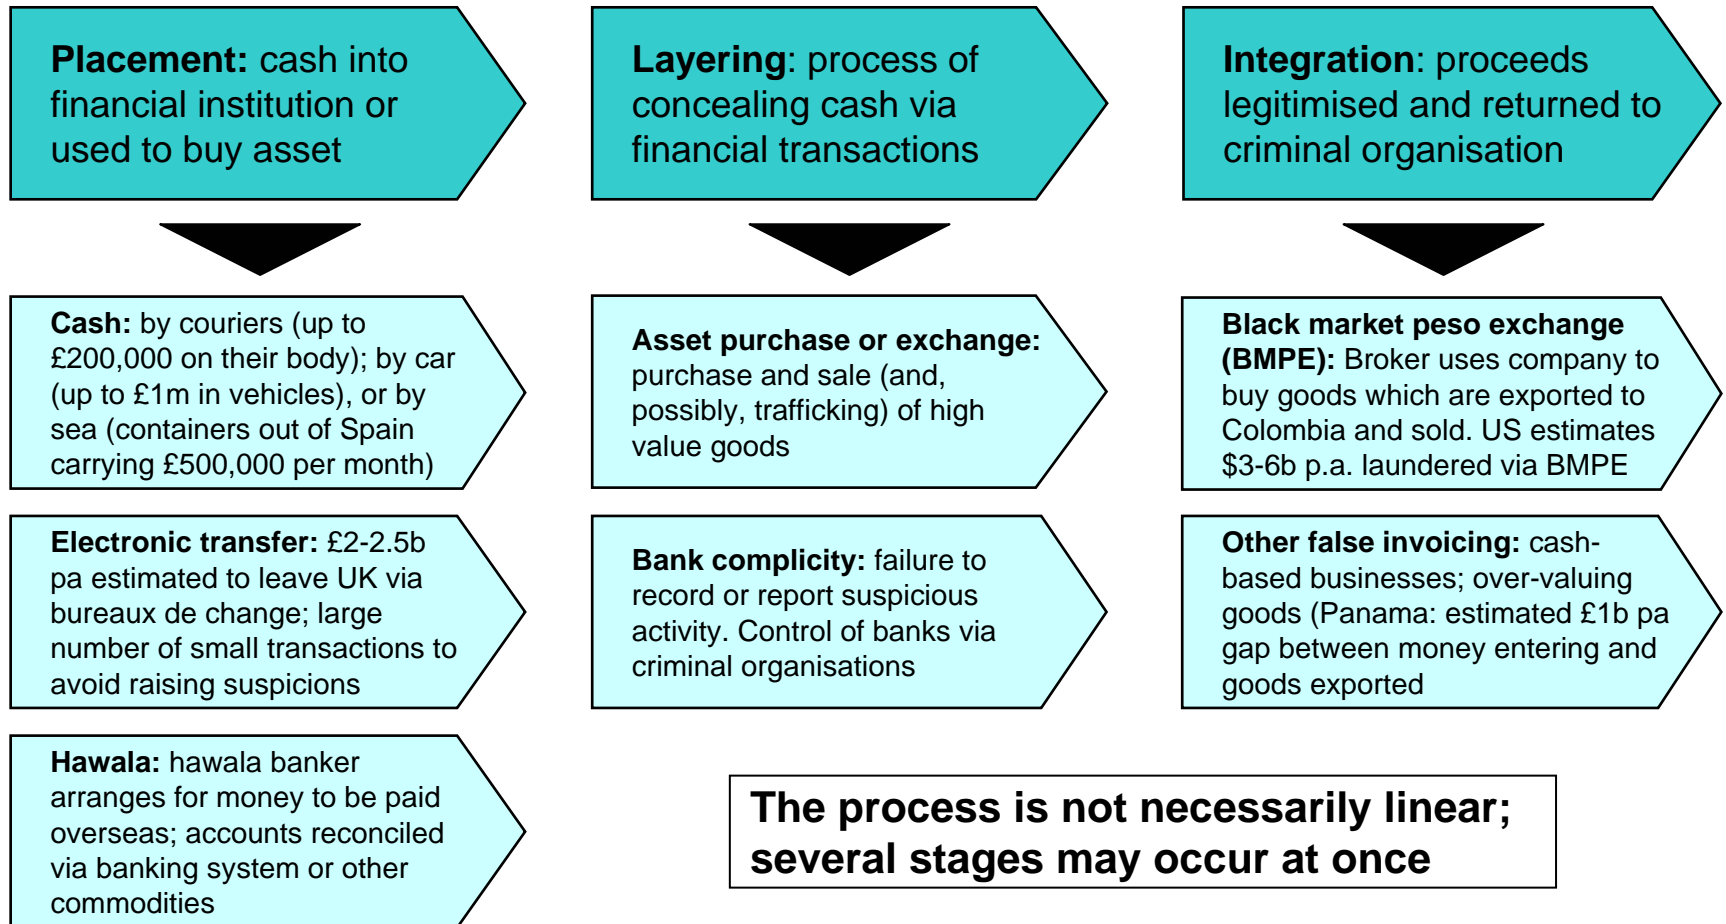 Placement: cash into
financial institution or
used to buy asset
Layering: process of
concealing cash via
financial transactions
Integration: proceeds
legitimised and returned to
criminal organisation
Cash: by couriers (up to
£200,000 on their body); by car
(up to £1m in vehicles), or by
sea (containers out of Spain
carrying £500,000 per month)
Asset purchase or exchange:
purchase and sale (and,
possibly, trafficking) of high
value goods
Black market peso exchange
(BMPE): Broker uses company to
buy goods which are exported to
Colombia and sold. US estimates
$3-6b p.a. laundered via BMPE
Electronic transfer: £2-2.5b
pa estimated to leave UK via
bureaux de change; large
number of small transactions to
avoid raising suspicions
Bank complicity: failure to
record or report suspicious
activity. Control of banks via
criminal organisations
Other false invoicing: cash-
based businesses; over-valuing
goods (Panama: estimated £1b pa
gap between money entering and
goods exported
Hawala: hawala banker
arranges for money to be paid
overseas; accounts reconciled
via banking system or other
commodities
The process is not necessarily linear;
several stages may occur at once